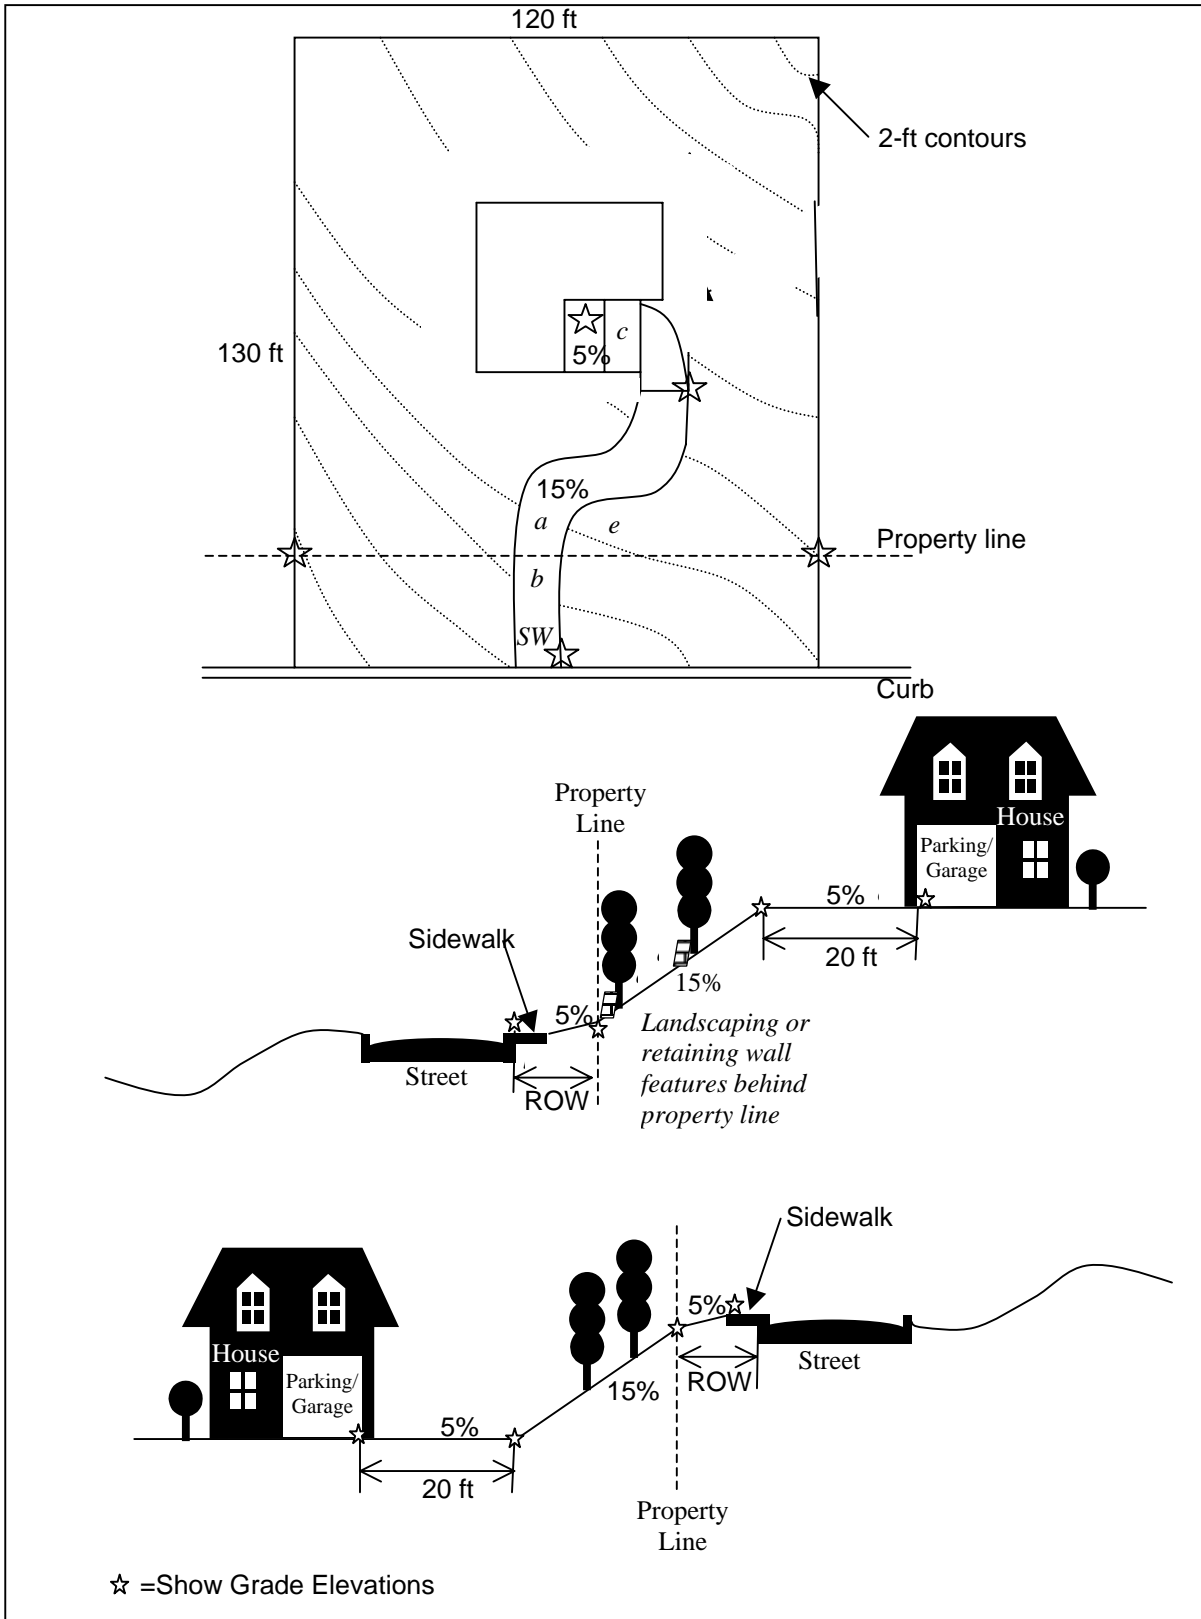 120 ft
2-ft contours
130 ft
c
5%
15%
a
e
Property line
b
SW
Curb
Property
Line
House
Parking/
Garage
5%
Sidewalk
20 ft
15%
5%
Landscaping or
retaining wall
features behind
property line
Street
ROW
Sidewalk
5%
House
Parking/
Garage
Street
15%
ROW
5%
20 ft
Property
Line
=Show Grade Elevations